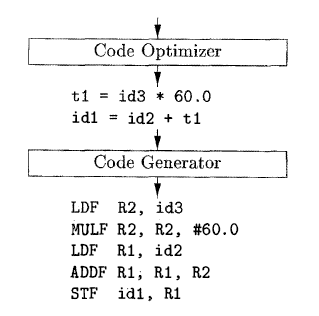 Code Optimizer
t1 = id3 * 60.0
id1 = id2 + t1
Code Generator
LDF R2, id3
MULF R2, R2, #60.0
LDF R1, id2
ADDF R1, R1, R2
STF id1, R1